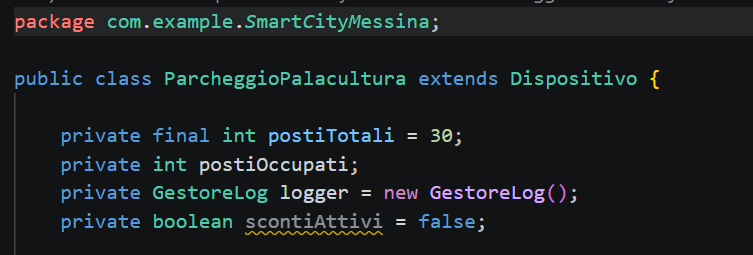 package com.example.SmartCityMessina;
public class ParcheggioPalacultura extends Dispositivo {
private final int postiTotali = 30;
private int postiOccupati;
private GestoreLog logger = new GestoreLog();
private boolean scontiAttivi = false;